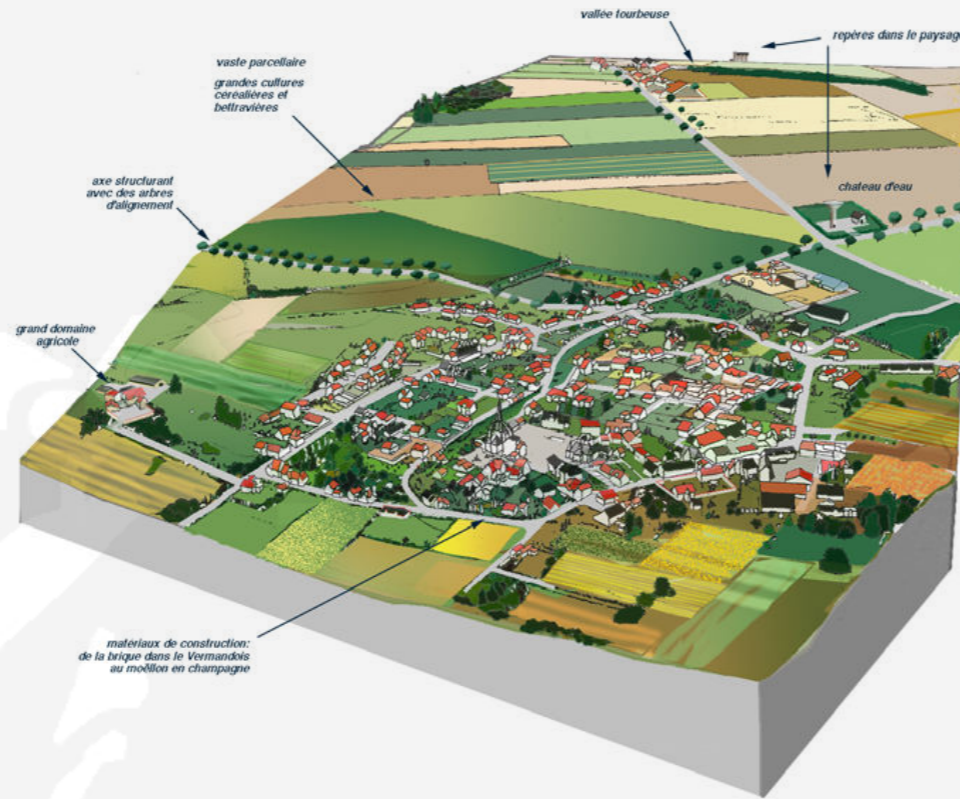 vallée tourbeuse
repères dans le paysage
vaste parcellaire
grandes cultures
céréalières et
bettravières
axe structurant
avec des arbres
d'alignement
chateau d'eau
grand domaine
agricole
matériaux de construction:
de la brique dans le Vermandois
au moëllon en champagne